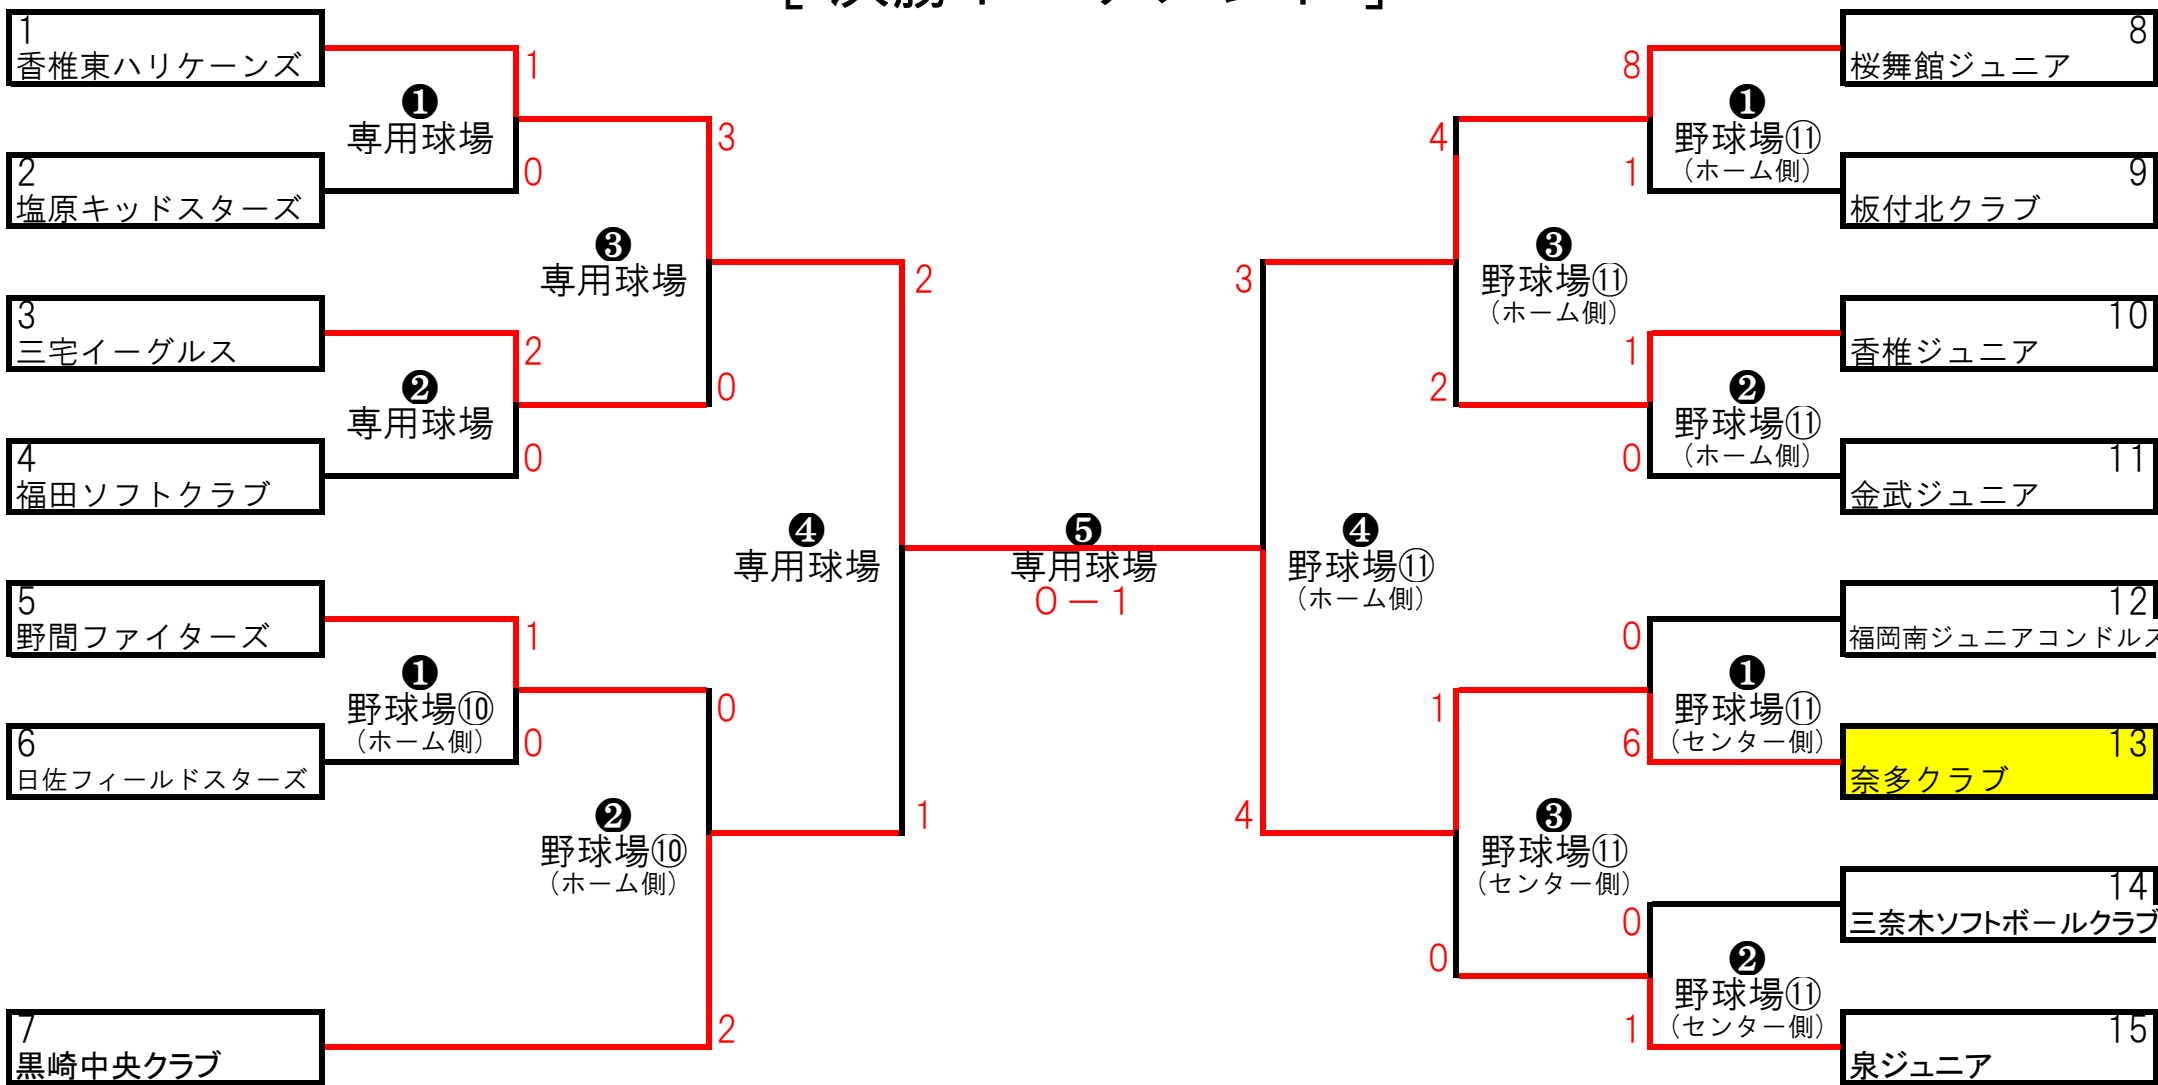 1
香椎東ハリケーンズ
2
塩原キッドスターズ
3
三宅イーグルス
4
福田ソフトクラブ
5
野間ファイターズ
6
日佐フィールドスターズ
7
黒崎中央クラブ
❶
専用球場
1
0
❷
専用球場
2
0
❶
野球場⑩
（ホーム側）
1
0
❸
専用球場
3
0
❷
野球場⑩
（ホーム側）
0
2
❹
専用球場
2
1
❺
専用球場
0－1
❹
野球場⑪
（ホーム側）
3
4
❸
野球場⑪
（ホーム側）
4
2
❸
野球場⑪
（センター側）
1
0
❶
野球場⑪
（ホーム側）
8
1
❷
野球場⑪
（ホーム側）
1
0
❶
野球場⑪
（センター側）
0
6
❷
野球場⑪
（センター側）
0
1
8
桜舞館ジュニア
9
板付北クラブ
10
香椎ジュニア
11
金武ジュニア
12
福岡南ジュニアコンドルス
13
奈多クラブ
14
三奈木ソフトボールクラブ
15
泉ジュニア